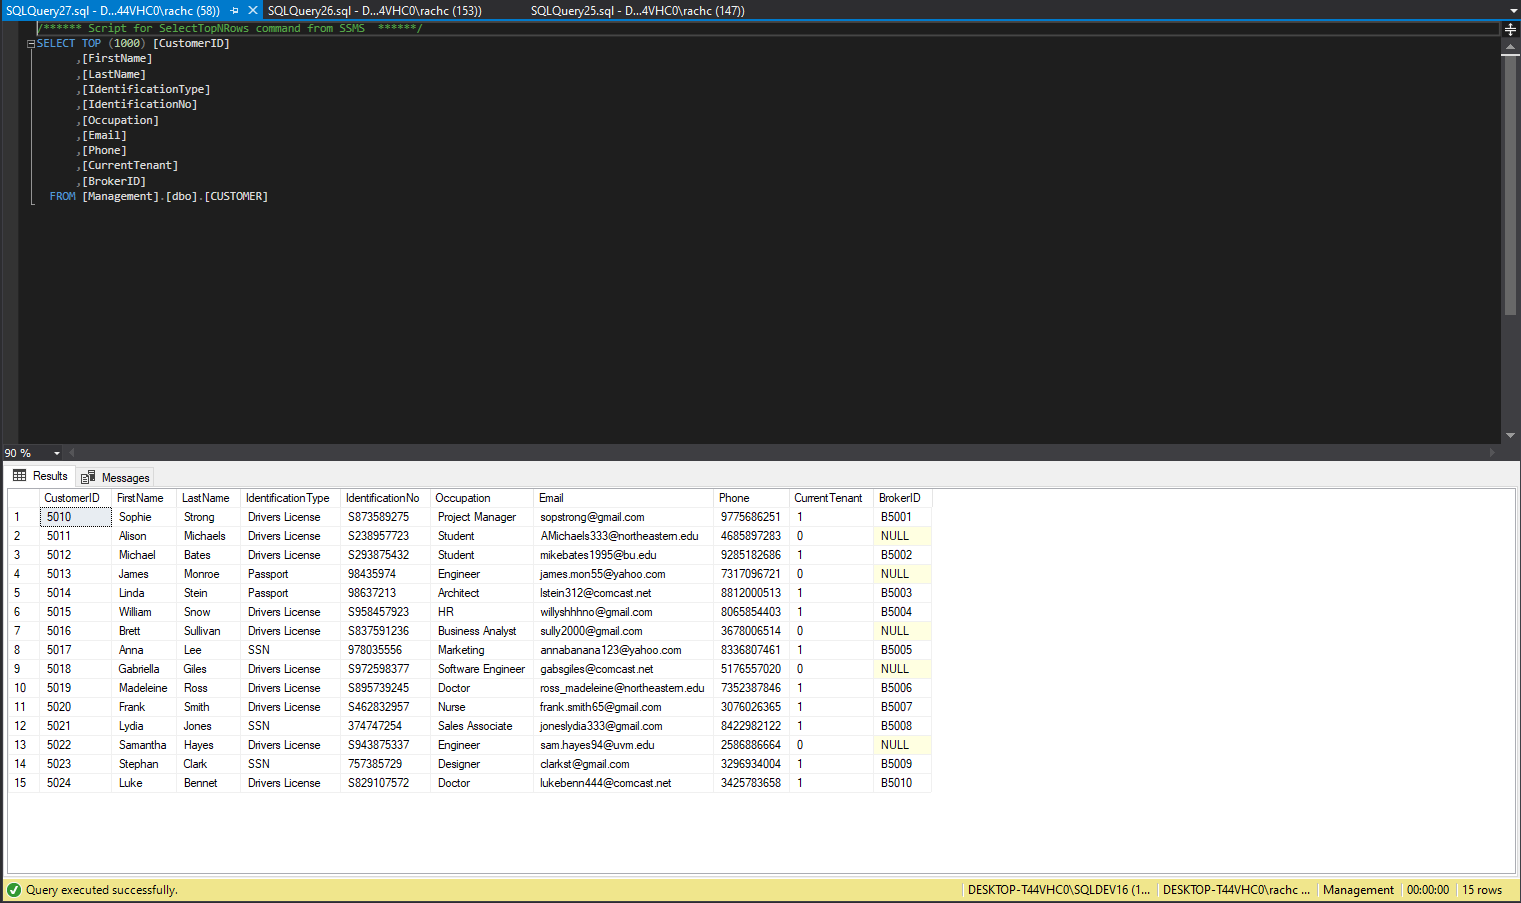 SQLQuery27.sql - D...44VHC0\rachc (58)) SQLQuery26.sql - D...4VHC0\rachc (153)) SQLQuery25.sql - D...4VHC0\rachc (147))
/****** Script for SelectTopNRows command from SSMS  ******/
SELECT TOP (1000) [CustomerID]
,[FirstName]
,[LastName]
,[IdentificationType]
,[IdentificationNo]
,[Occupation]
,[Email]
,[Phone]
,[CurrentTenant]
,[BrokerID]
FROM [Management].[dbo].[CUSTOMER]
90 %
Results Messages
CustomerID FirstName LastName IdentificationType IdentificationNo Occupation Email Phone CurrentTenant BrokerID
1 5010 Sophie Strong Drivers License S873589275 Project Manager sopstrong@gmail.com 9775686251 1 B5001
2 5011 Alison Michaels Drivers License S238957723 Student AMichaels333@northeastern.edu 4685897283 0 NULL
3 5012 Michael Bates Drivers License S293875432 Student mikebates1995@bu.edu 9285182686 1 B5002
4 5013 James Monroe Passport 98435974 Engineer james.mon55@yahoo.com 7317096721 0 NULL
5 5014 Linda Stein Passport 98637213 Architect lstein312@comcast.net 8812000513 1 B5003
6 5015 William Snow Drivers License S958457923 HR willyshhhno@gmail.com 8065854403 1 B5004
7 5016 Brett Sullivan Drivers License S837591236 Business Analyst sully2000@gmail.com 3678006514 0 NULL
8 5017 Anna Lee SSN 978035556 Marketing annabanana123@yahoo.com 8336807461 1 B5005
9 5018 Gabriella Giles Drivers License S972598377 Software Engineer gabsgiles@comcast.net 5176557020 0 NULL
10 5019 Madeleine Ross Drivers License S895739245 Doctor ross_madeleine@northeastern.edu 7352387846 1 B5006
11 5020 Frank Smith Drivers License S462832957 Nurse frank.smith65@gmail.com 3076026365 1 B5007
12 5021 Lydia Jones SSN 374747254 Sales Associate joneslydia333@gmail.com 8422982122 1 B5008
13 5022 Samantha Hayes Drivers License S943875337 Engineer sam.hayes94@uvm.edu 2586886664 0 NULL
14 5023 Stephan Clark SSN 757385729 Designer clarkst@gmail.com 3296934004 1 B5009
15 5024 Luke Bennet Drivers License S829107572 Doctor lukebenn444@comcast.net 3425783658 1 B5010
Query executed successfully. DESKTOP-T44VHC0\SQLDEV16 (1... DESKTOP-T44VHC0\rachc ... Management 00:00:00 15 rows